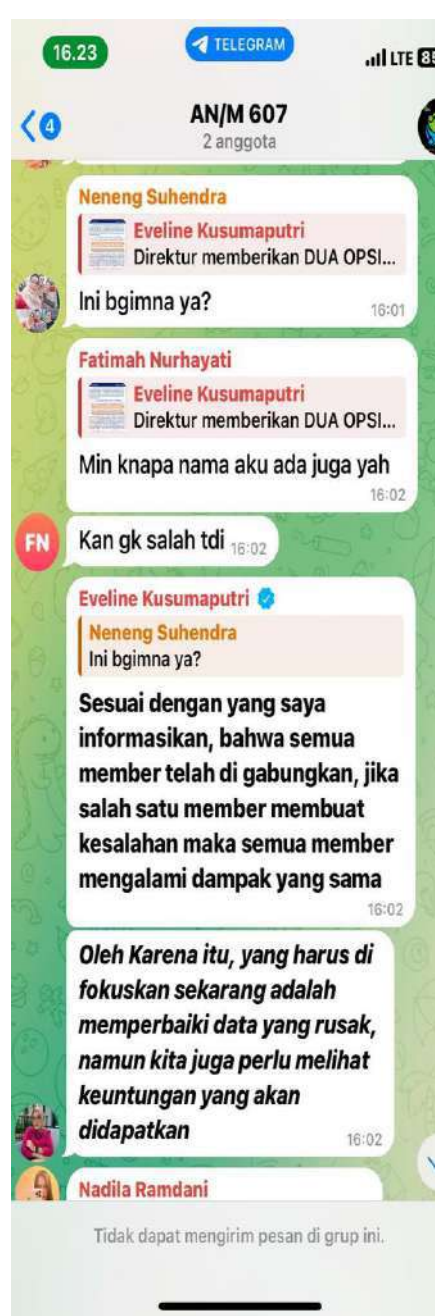 16.23
TELEGRAM
LTE 85
4
AN/M 607
2 anggota
Neneng Suhendra
Eveline Kusumaputri
Direktur memberikan DUA OPSI...
Ini bgimna ya?
16:01
Fatimah Nurhayati
Eveline Kusumaputri
Direktur memberikan DUA OPSI...
Min knapa nama aku ada juga yah
16:02
FN
Kan gk salah tdi 16:02
Eveline Kusumaputri
Neneng Suhendra
Ini bgimna ya?
Sesuai dengan yang saya
informasikan, bahwa semua
member telah di gabungkan, jika
salah satu member membuat
kesalahan maka semua member
mengalami dampak yang sama
16:02
Oleh Karena itu, yang harus di
fokuskan sekarang adalah
memperbaiki data yang rusak,
namun kita juga perlu melihat
keuntungan yang akan
didapatkan
16:02
Nadila Ramdani
Tidak dapat mengirim pesan di grup ini.